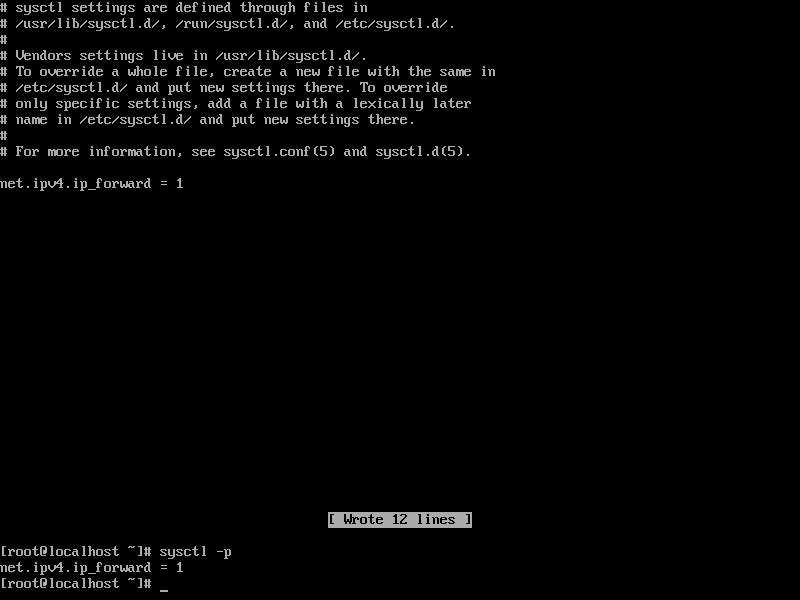 # sysctl settings are defined through files in
# /usr/lib/sysctl.d/, /run/sysctl.d/, and /etc/sysctl.d/.
#
# Vendors settings live in /usr/lib/sysctl.d/.
# To override a whole file, create a new file with the same in
# /etc/sysctl.d/ and put new settings there. To override
# only specific settings, add a file with a lexically later
# name in /etc/sysctl.d/ and put new settings there.
#
# For more information, see sysctl.conf(5) and sysctl.d(5).
net.ipv4.ip_forward = 1
[ Wrote 12 lines ]
[root@localhost ~]# sysctl -p
net.ipv4.ip_forward = 1
[root@localhost ~]# _